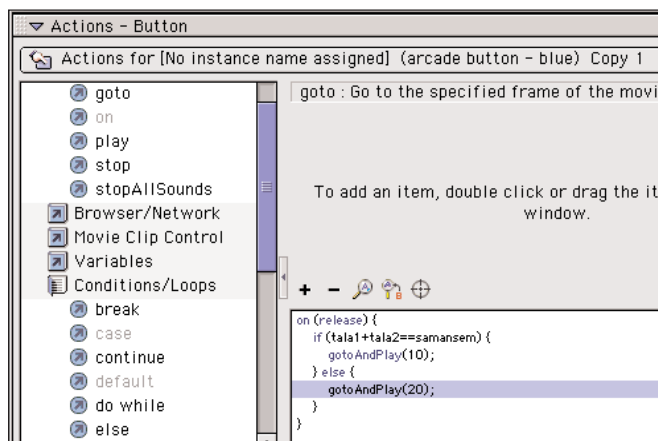 Actions - Button
Actions for [No instance name assigned] (arcade button - blue) Copy 1
goto
on
play
stop
stopAllSounds
Browser/Network
Movie Clip Control
Variables
Conditions/Loops
break
case
continue
default
do while
else
goto : Go to the specified frame of the movi
To add an item, double click or drag the it
window.
on (release) {
if (tala1+tala2==samansem) {
gotoAndPlay(10);
} else {
gotoAndPlay(20);
}
}